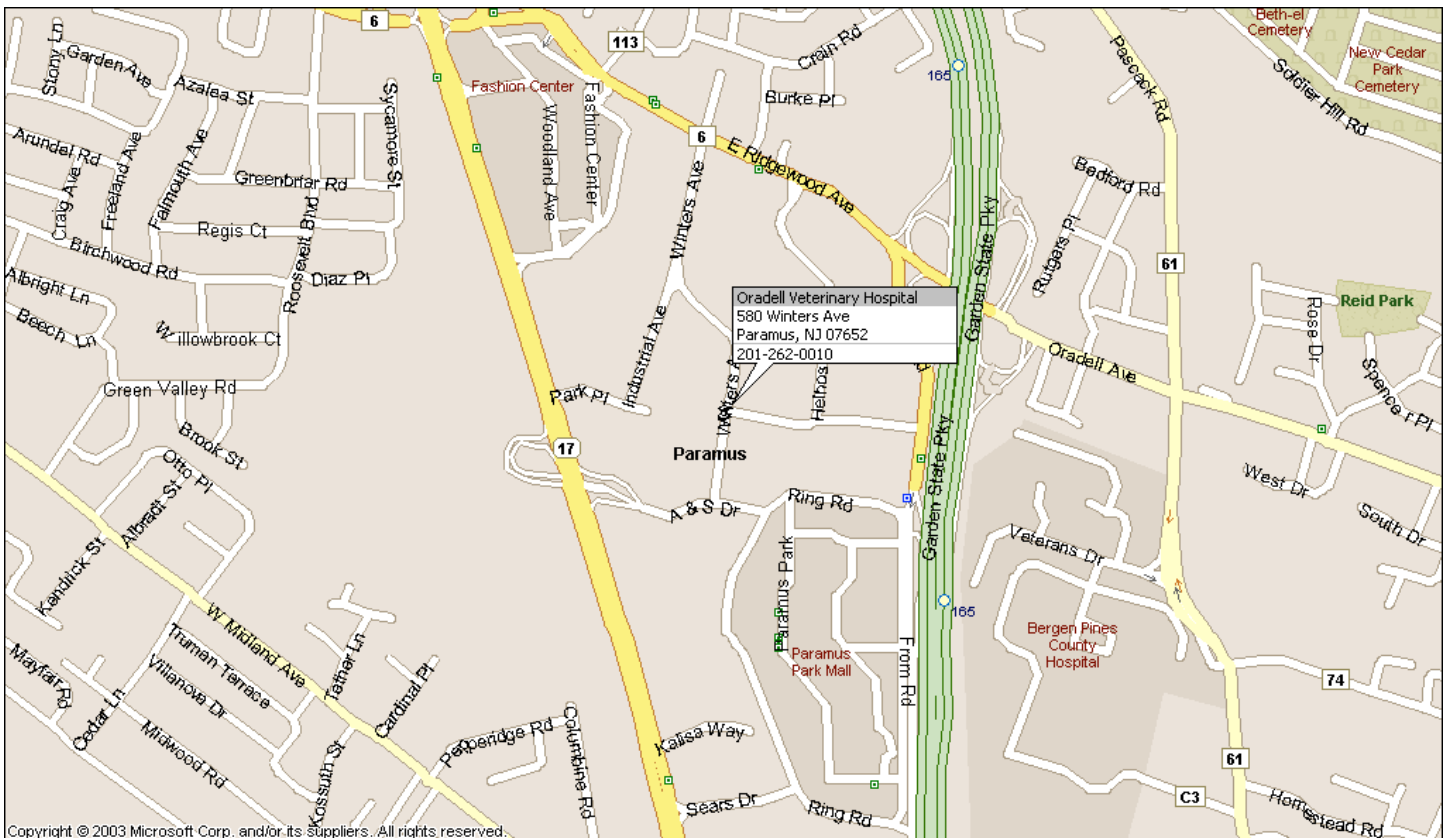 6
113
Beth-el
Cemetery
New Cedar
Park
Cemetery
Stony Ln
Garden Ave
Azalea St
Sycamore St
Fashion Center
Fashion Center
Woodland Ave
Crain Rd
Burke Pl
165
Pascack Rd
Soldier Hill Rd
6
E Ridgewood Ave
Arundel Rd
Craig Ave
Freeland Ave
Falmouth Ave
Greenbriar Rd
Regis Ct
Roosevelt Blvd
Winters Ave
Bedford Rd
Rutgers Pl
61
Birchwood Rd
Diaz Pl
Albright Ln
Beech Ln
Willowbrook Ct
Green Valley Rd
Garden State Pky
Reid Park
Rose Dr
Spencer Pl
Oradell Veterinary Hospital
580 Winters Ave
Paramus, NJ 07652
201-262-0010
Oradell Ave
Industrial Ave
Park Pl
Winters A
17
Paramus
Brook St
Otto Pl
Albradt St
Kendrick St
A & S Dr
Ring Rd
Garden State Pky
West Dr
South Dr
Veterans Dr
165
Paramus Park
Paramus
Park Mall
From Rd
Bergen Pines
County
Hospital
74
W Midland Ave
Truman Terrace
Villanova Dr
Tether Ln
Cardinal Pl
Mayfair Rd
Cedar Ln
Midwood Rd
Kossuth St
Pepperidge Rd
Columbine Rd
Kalisa Way
Sears Dr
Ring Rd
61
C3
Homestead Rd
Copyright © 2003 Microsoft Corp. and/or its suppliers. All rights reserved.